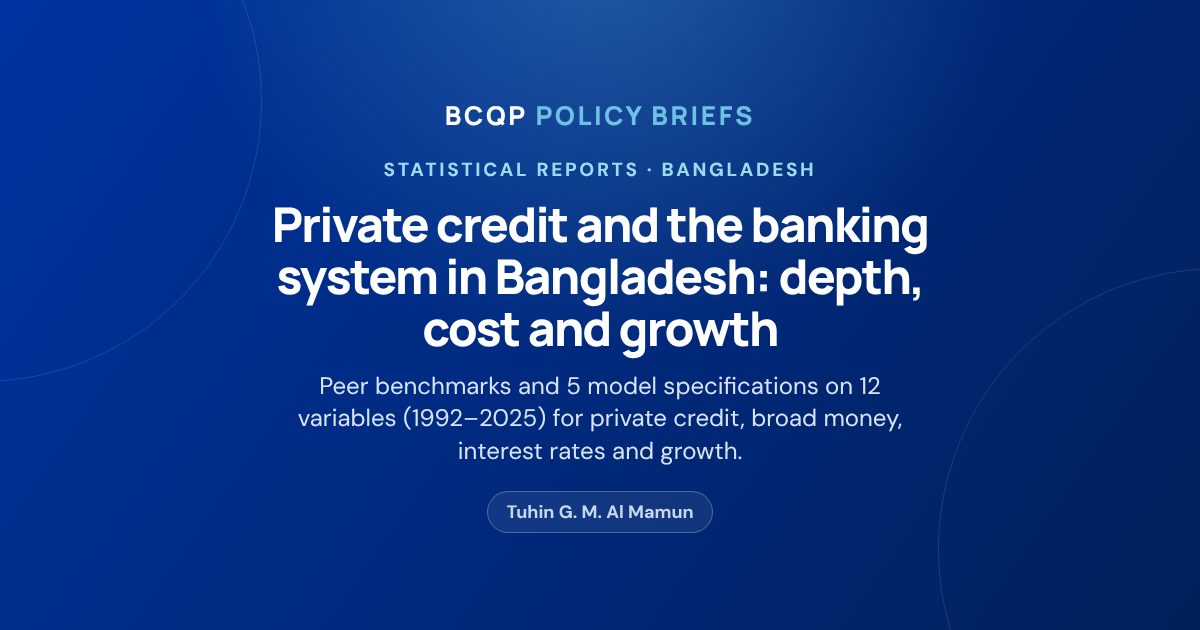 BCQP POLICY BRIEFS
STATISTICAL REPORTS · BANGLADESH
Private credit and the banking
system in Bangladesh: depth,
cost and growth
Peer benchmarks and 5 model specifications on 12
variables (1992–2025) for private credit, broad money,
interest rates and growth.
Tuhin G. M. Al Mamun